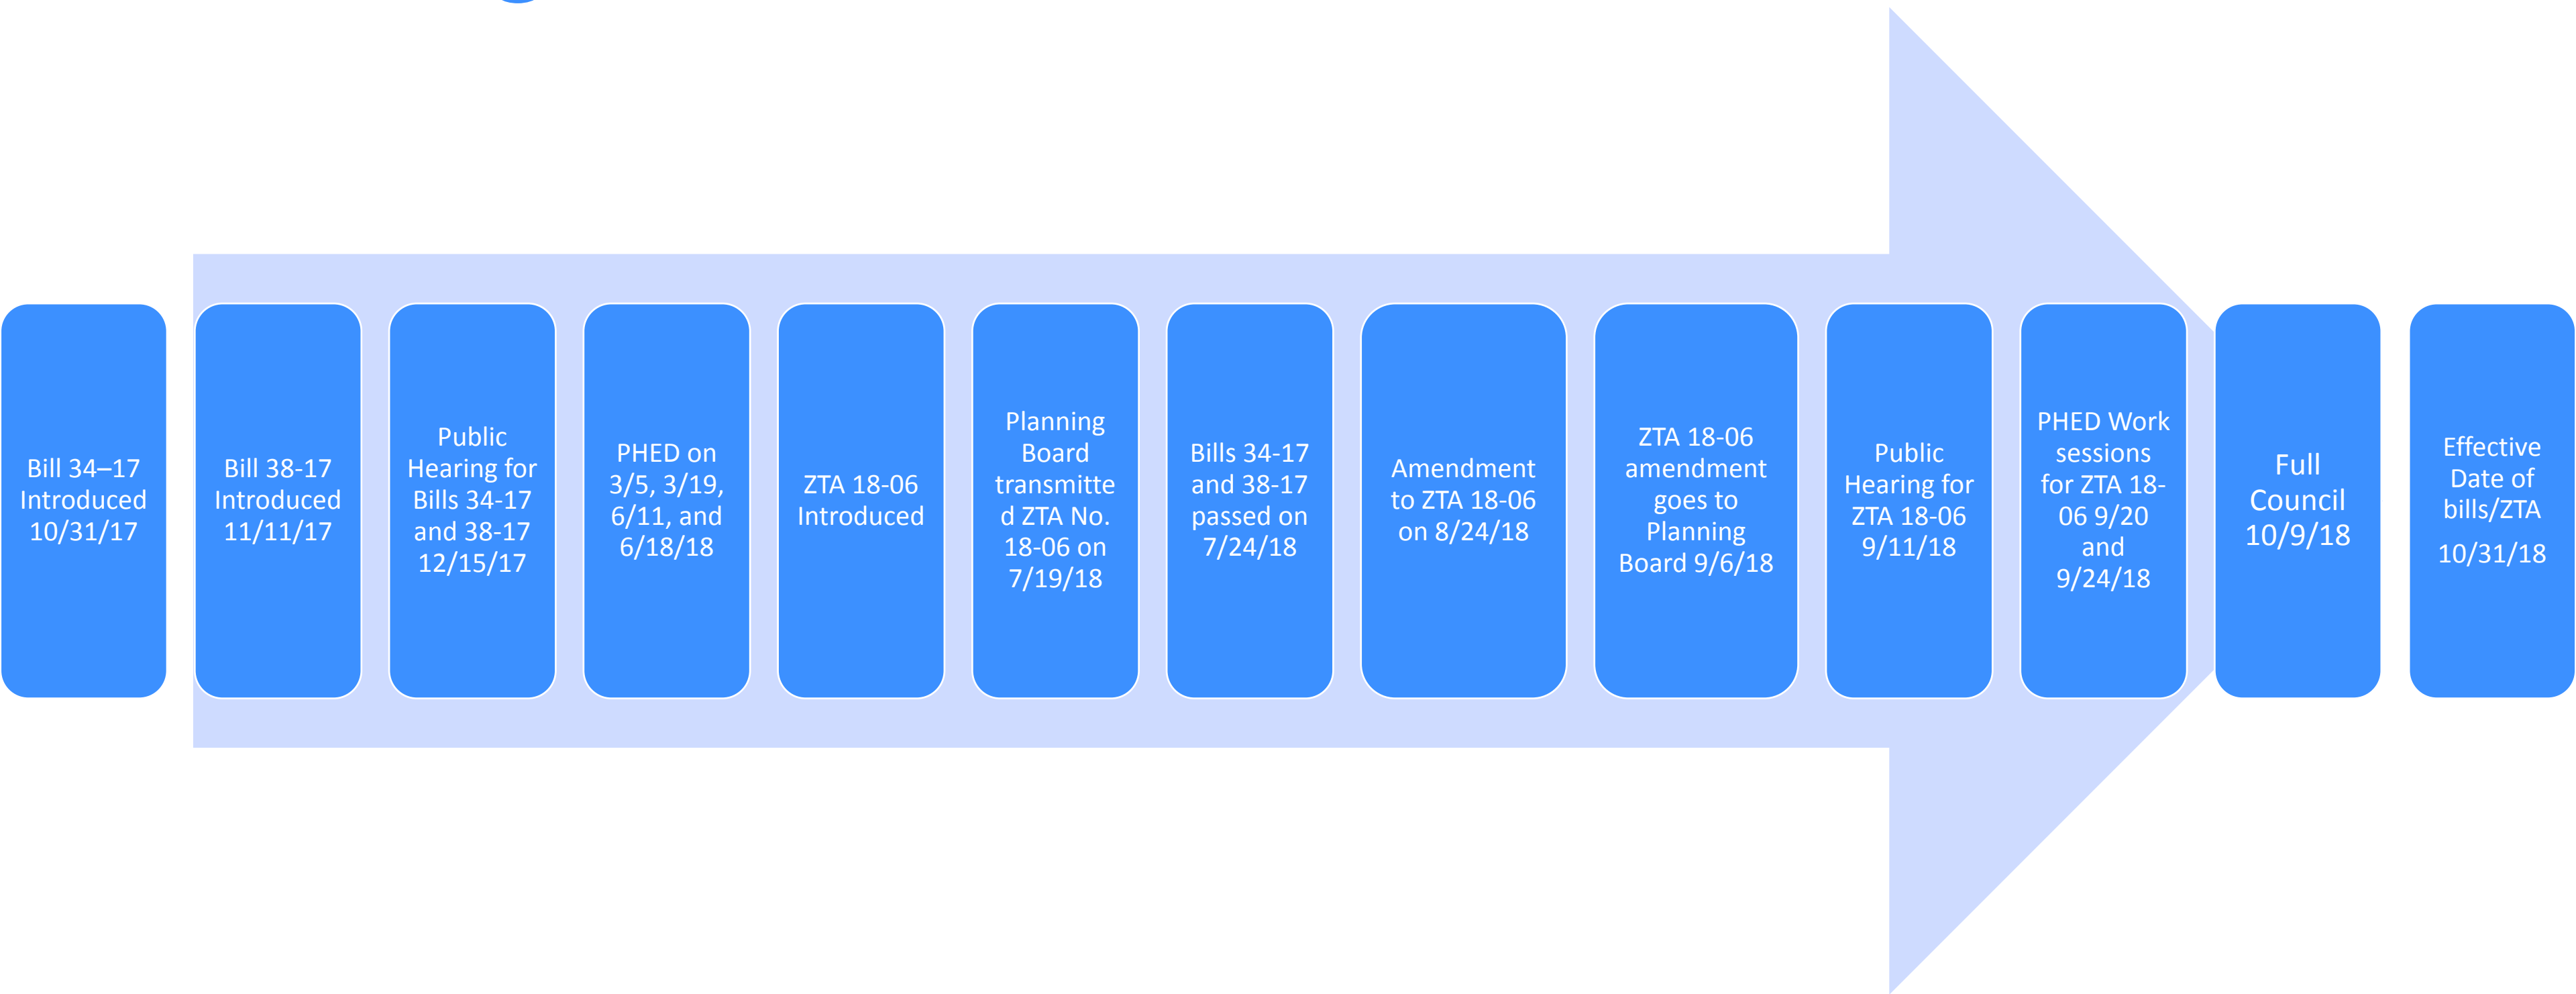 Bill 34–17
Introduced
10/31/17
Bill 38-17
Introduced
11/11/17
Public
Hearing for
Bills 34-17
and 38-17
12/15/17
PHED on
3/5, 3/19,
6/11, and
6/18/18
ZTA 18-06
Introduced
Planning
Board
transmitte
d ZTA No.
18-06 on
7/19/18
Bills 34-17
and 38-17
passed on
7/24/18
Amendment
to ZTA 18-06
on 8/24/18
ZTA 18-06
amendment
goes to
Planning
Board 9/6/18
Public
Hearing for
ZTA 18-06
9/11/18
PHED Work
sessions
for ZTA 18-
06 9/20
and
9/24/18
Full
Council
10/9/18
Effective
Date of
bills/ZTA
10/31/18